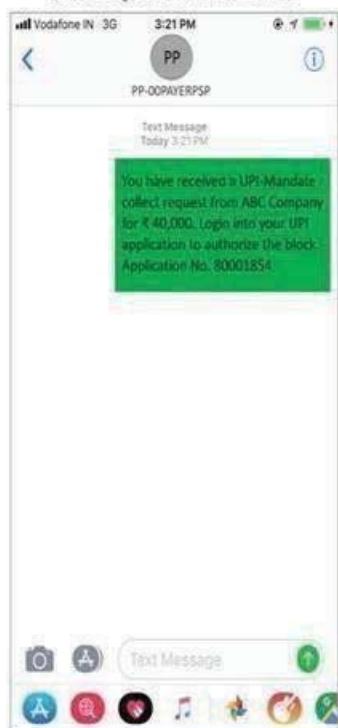 Vodafone IN 3G 3:21 PM
PP
PP-OOPAYERPSP
Text Message
Today 3:21 PM
You have received a UPI-Mandate
collect request from ABC Company
for ₹ 40,000. Login into your UPI
application to authorize the block.
Application No. 80001854
Text Message